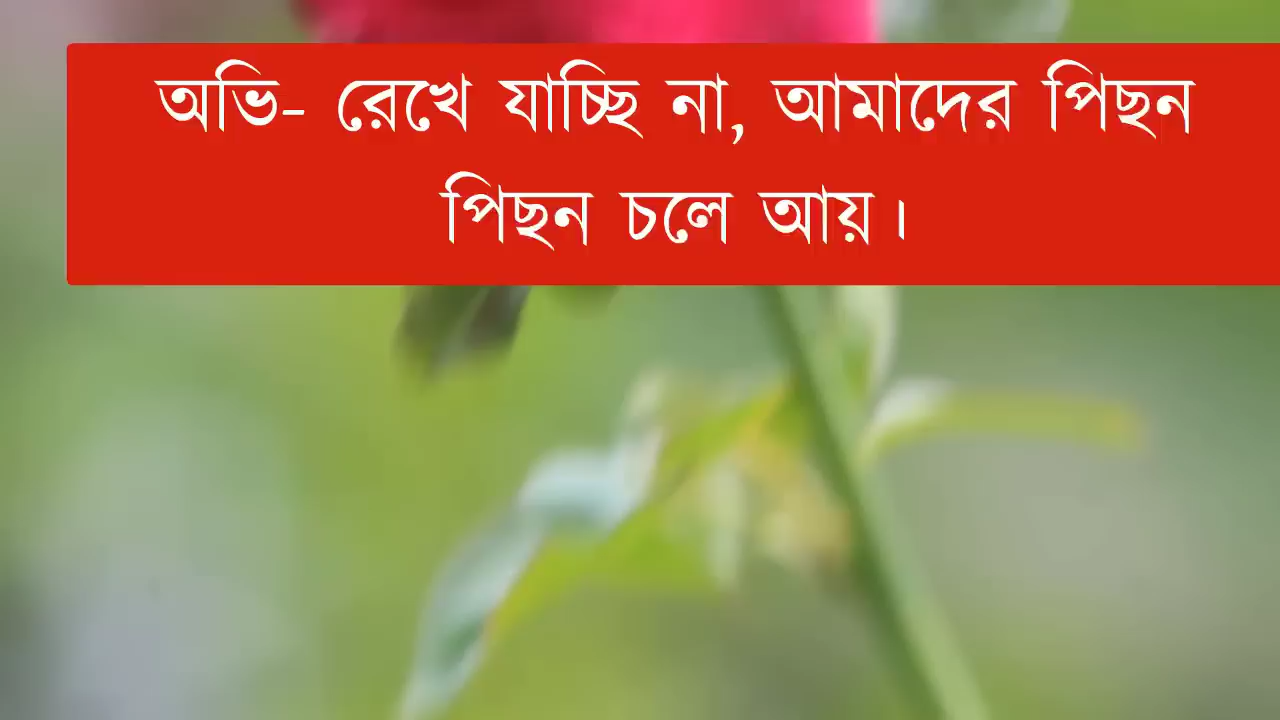 অভি- রেখে যাচ্ছি না, আমাদের পিছন
পিছন চলে আয়।